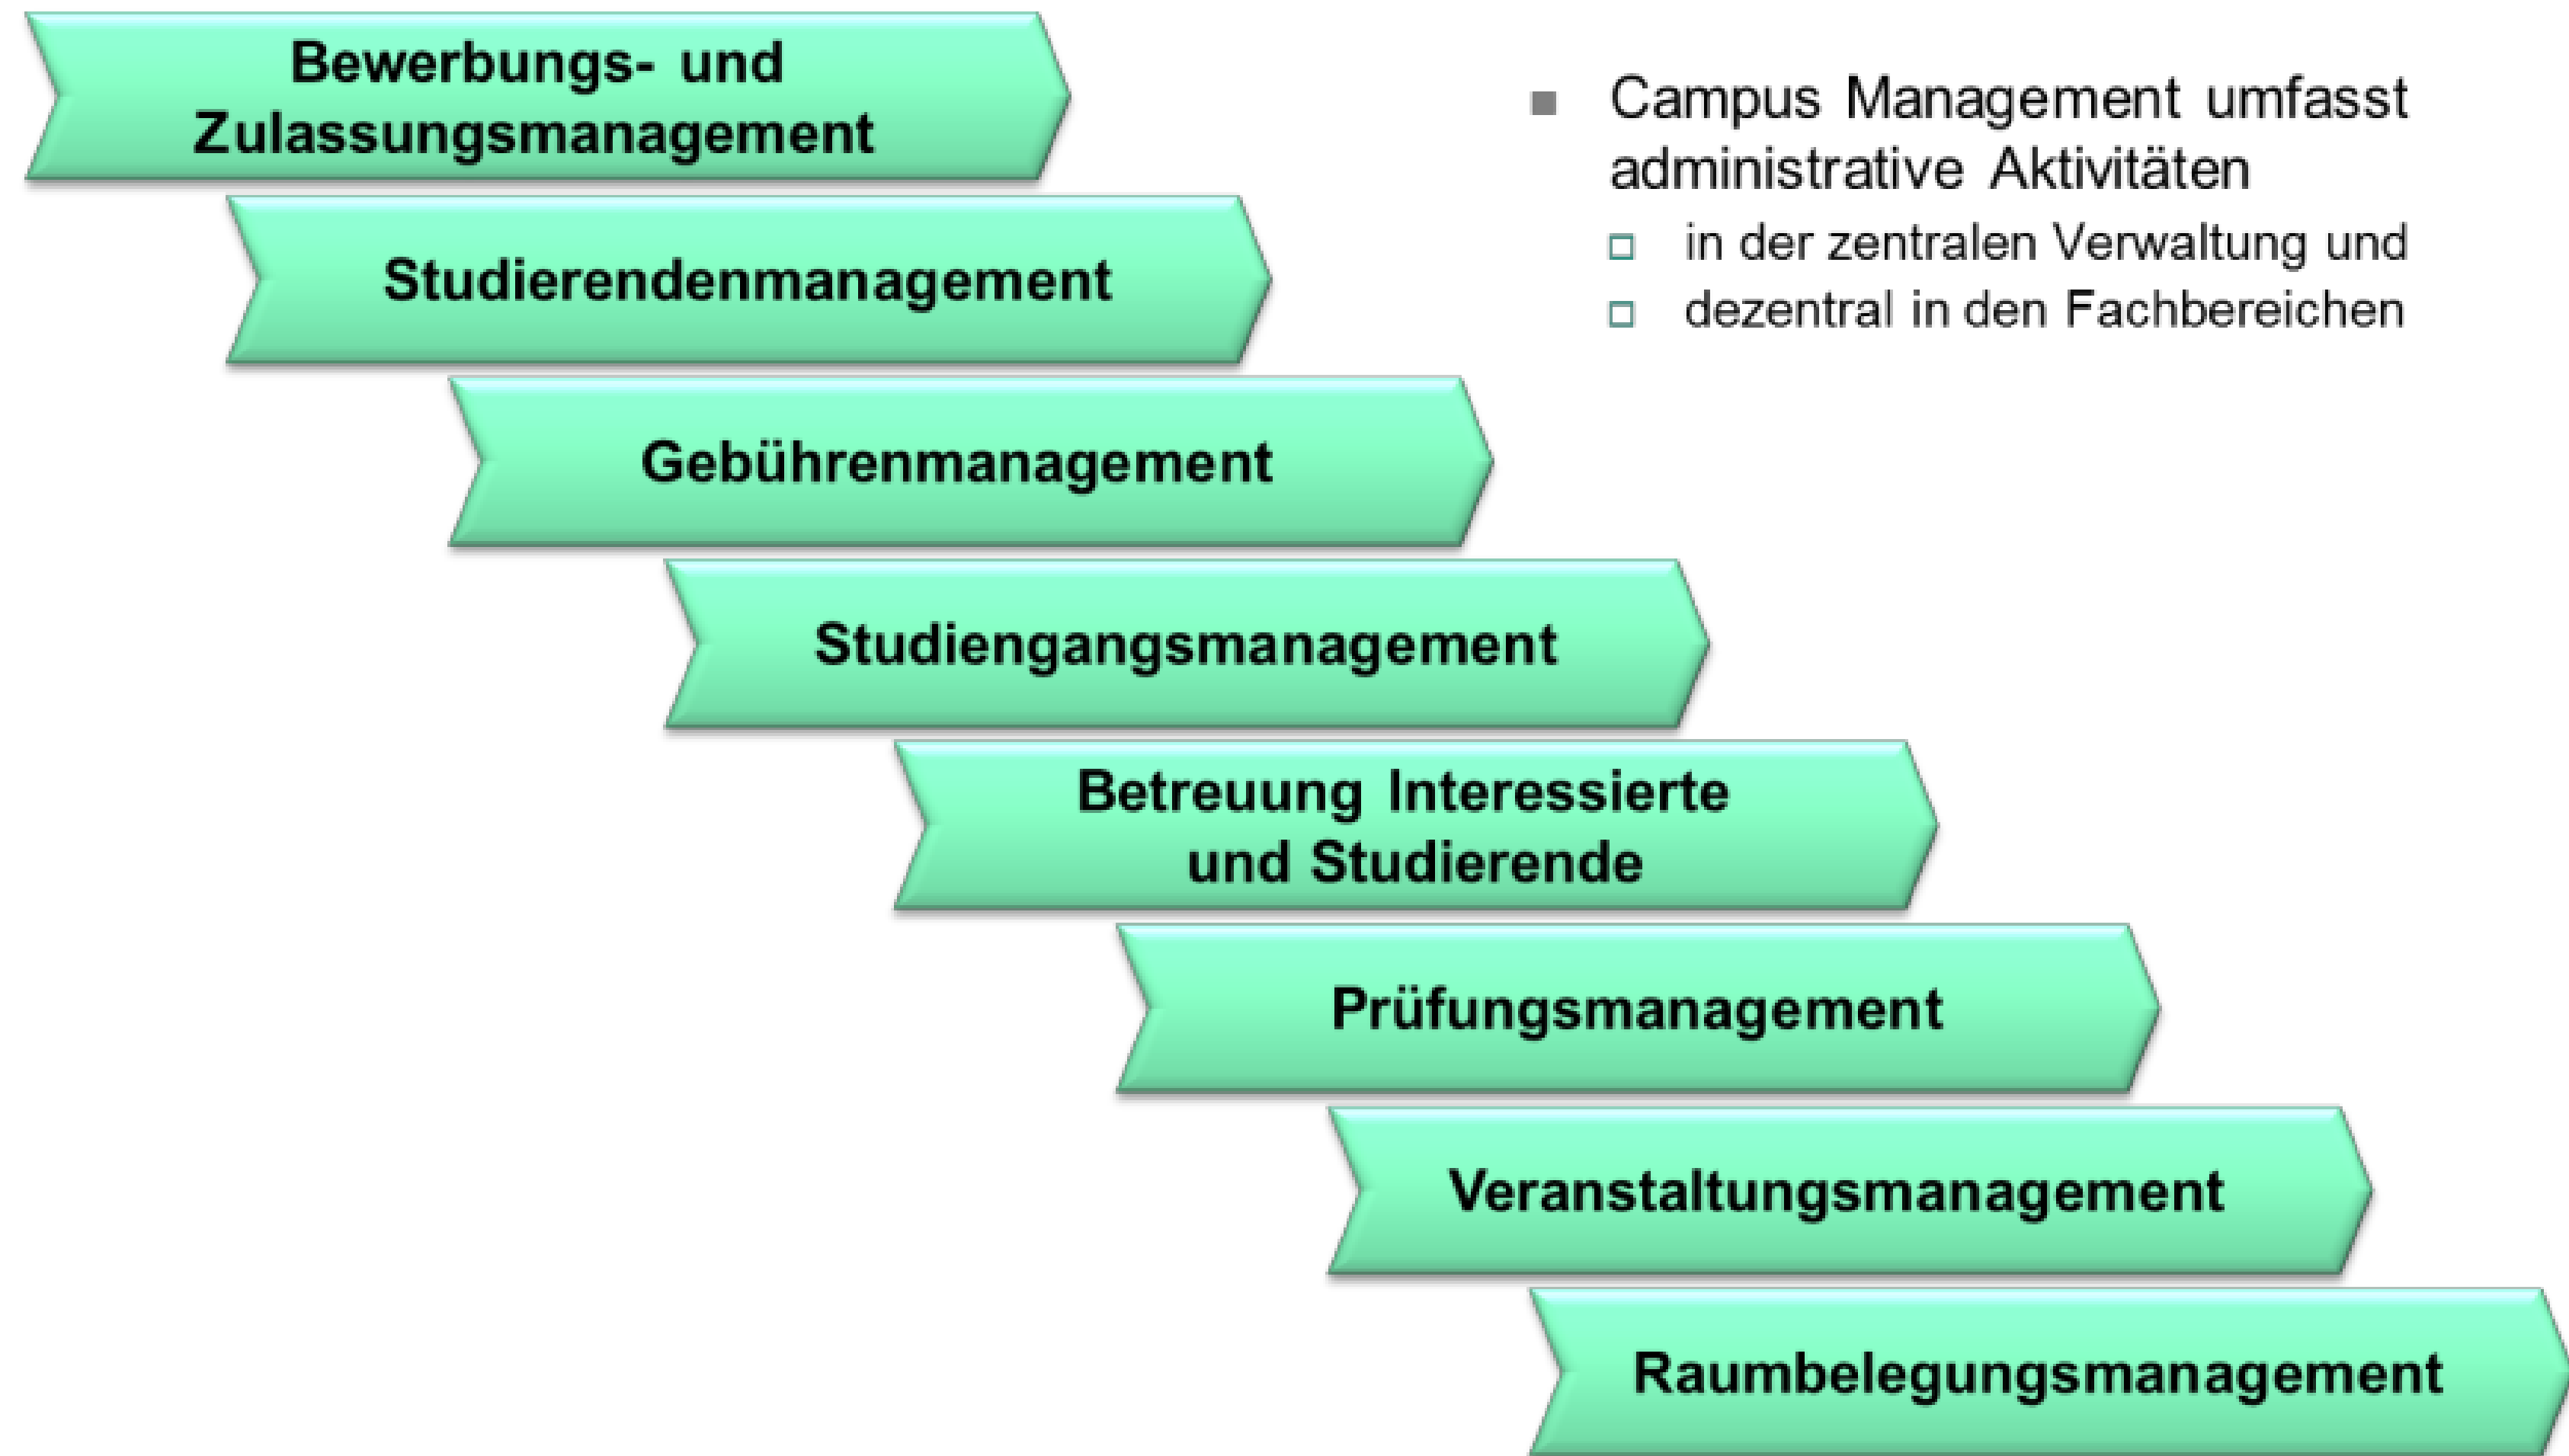 Bewerbungs- und
Zulassungsmanagement
Studierendenmanagement
Gebührenmanagement
Studiengangsmanagement
Betreuung Interessierte
und Studierende
Prüfungsmanagement
Veranstaltungsmanagement
Raumbelegungsmanagement
Campus Management umfasst
administrative Aktivitäten
in der zentralen Verwaltung und
dezentral in den Fachbereichen